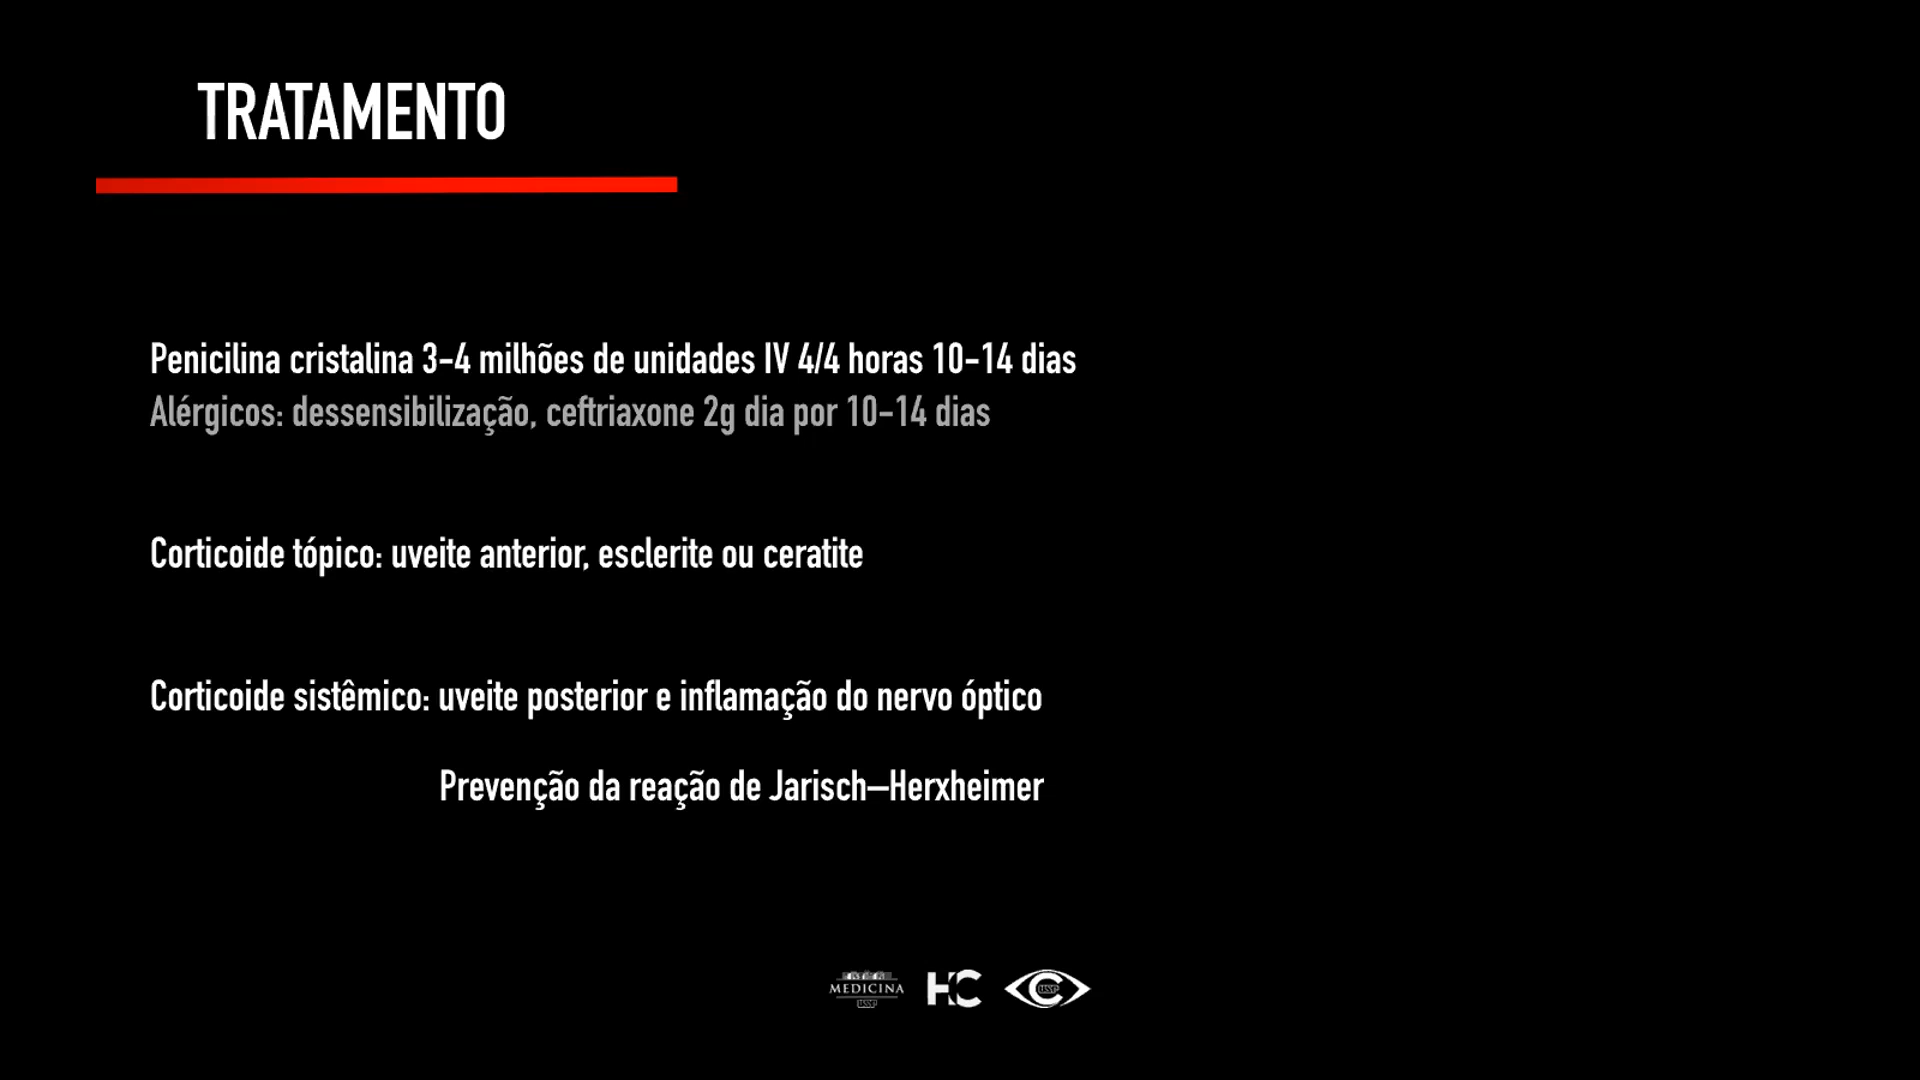 TRATAMENTO
Penicilina cristalina 3-4 milhões de unidades IV 4/4 horas 10-14 dias
Alérgicos: dessensibilização, ceftriaxone 2g dia por 10-14 dias
Corticoide tópico: uveite anterior, esclerite ou ceratite
Corticoide sistêmico: uveite posterior e inflamação do nervo óptico
Prevenção da reação de Jarisch–Herxheimer
MEDICINA
USP
HC
C
USP